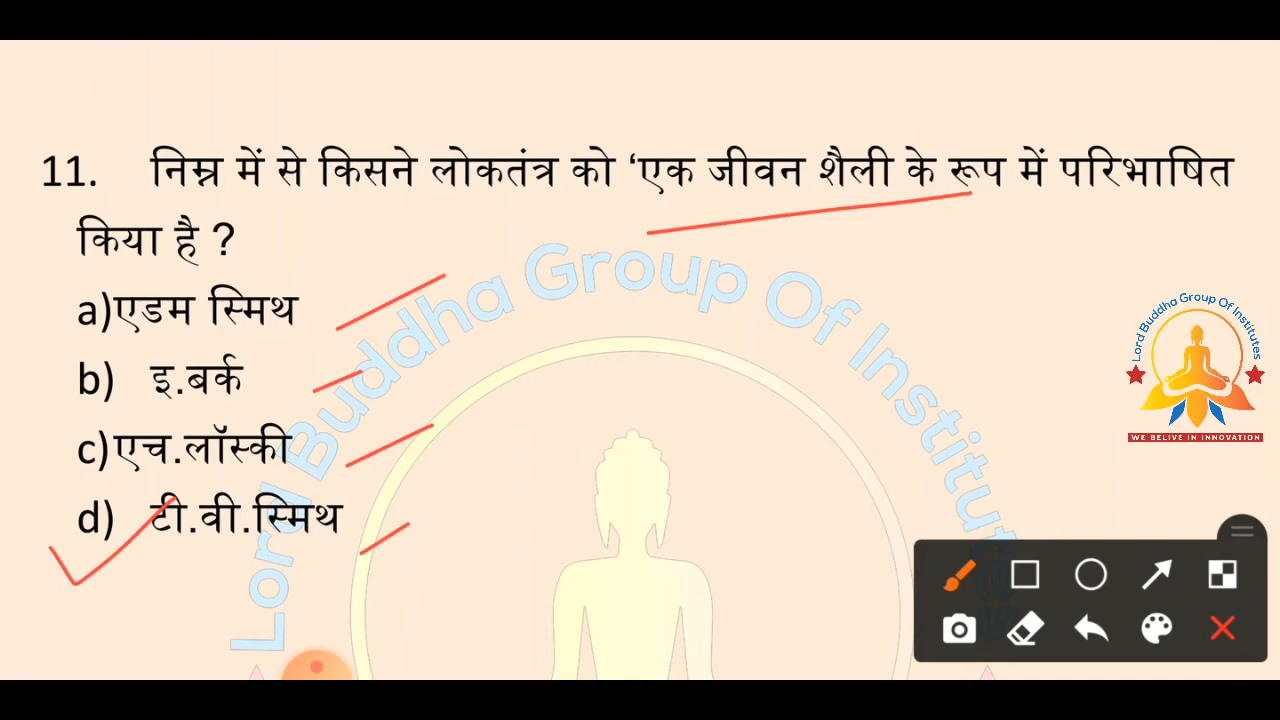 11. निम्न में से किसने लोकतंत्र को ‘एक जीवन शैली के रूप में परिभाषित
किया है ?
a)एडम स्मिथ
b) इ.बर्क
c)एच.लॉस्की
d) टी.वी.स्मिथ
Lord Buddha Group Of Institut
Lord Buddha Group Of Institutes
WE BELIVE IN INNOVATION